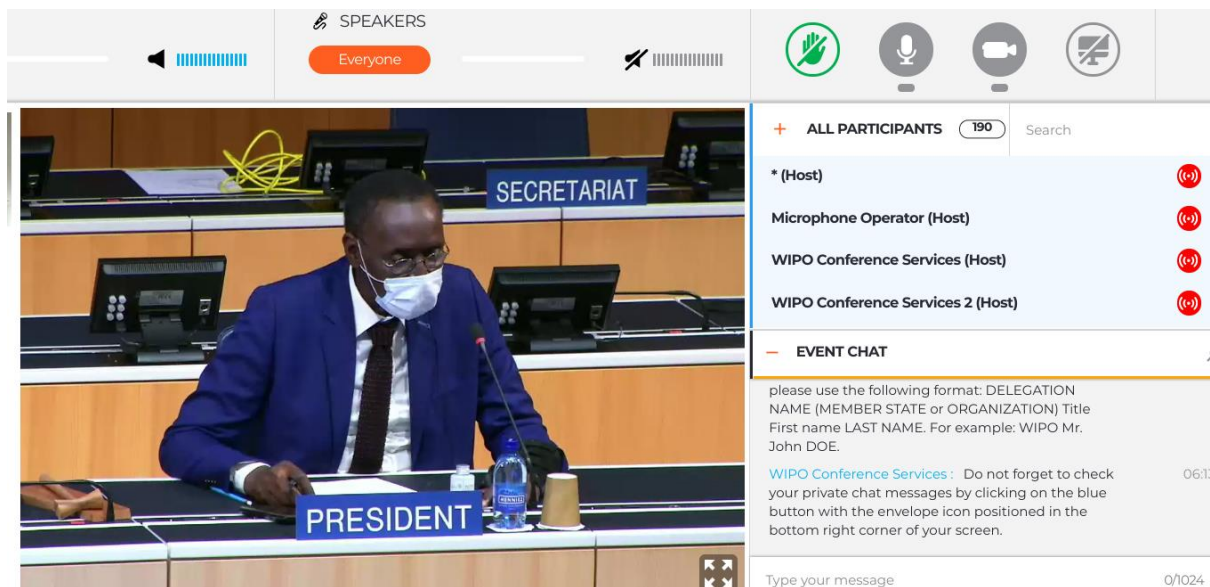 SPEAKERS
Everyone
SECRETARIAT
PRESIDENT
ALL PARTICIPANTS 190
Search
* (Host)
Microphone Operator (Host)
WIPO Conference Services (Host)
WIPO Conference Services 2 (Host)
EVENT CHAT
please use the following format: DELEGATION
NAME (MEMBER STATE or ORGANIZATION) Title
First name LAST NAME. For example: WIPO Mr.
John DOE.
WIPO Conference Services : Do not forget to check
your private chat messages by clicking on the blue
button with the envelope icon positioned in the
bottom right corner of your screen.
Type your message 0/1024